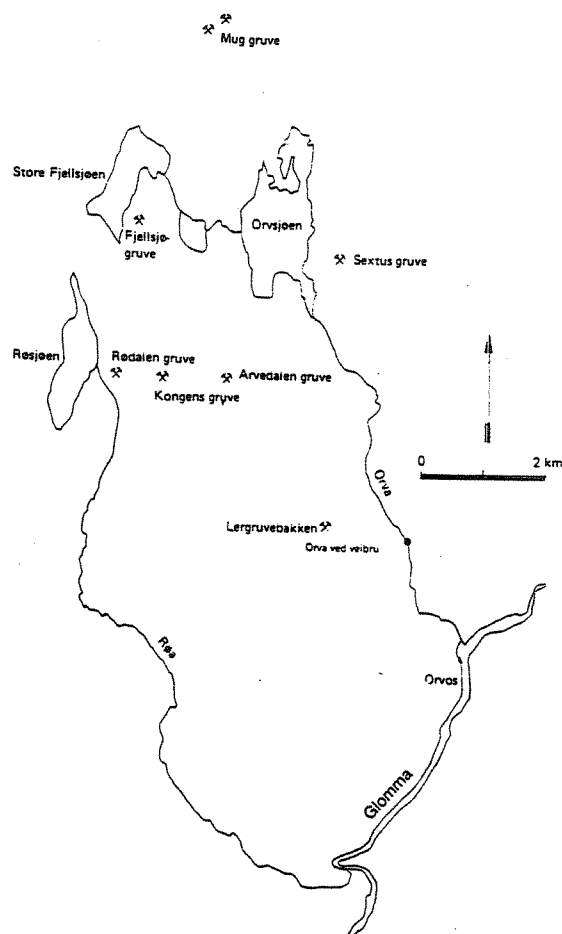 Mug gruve
Store Fjellsjøen
Fjellsjø-
gruve
Orvsjøen
Sextus gruve
Røsjøen
Rødalen gruve
Kongens gruve
Arvedalen gruve
0 2 km
Orva
Lergruvebakken
Orva ved veibru
Røa
Orvos
Glomma